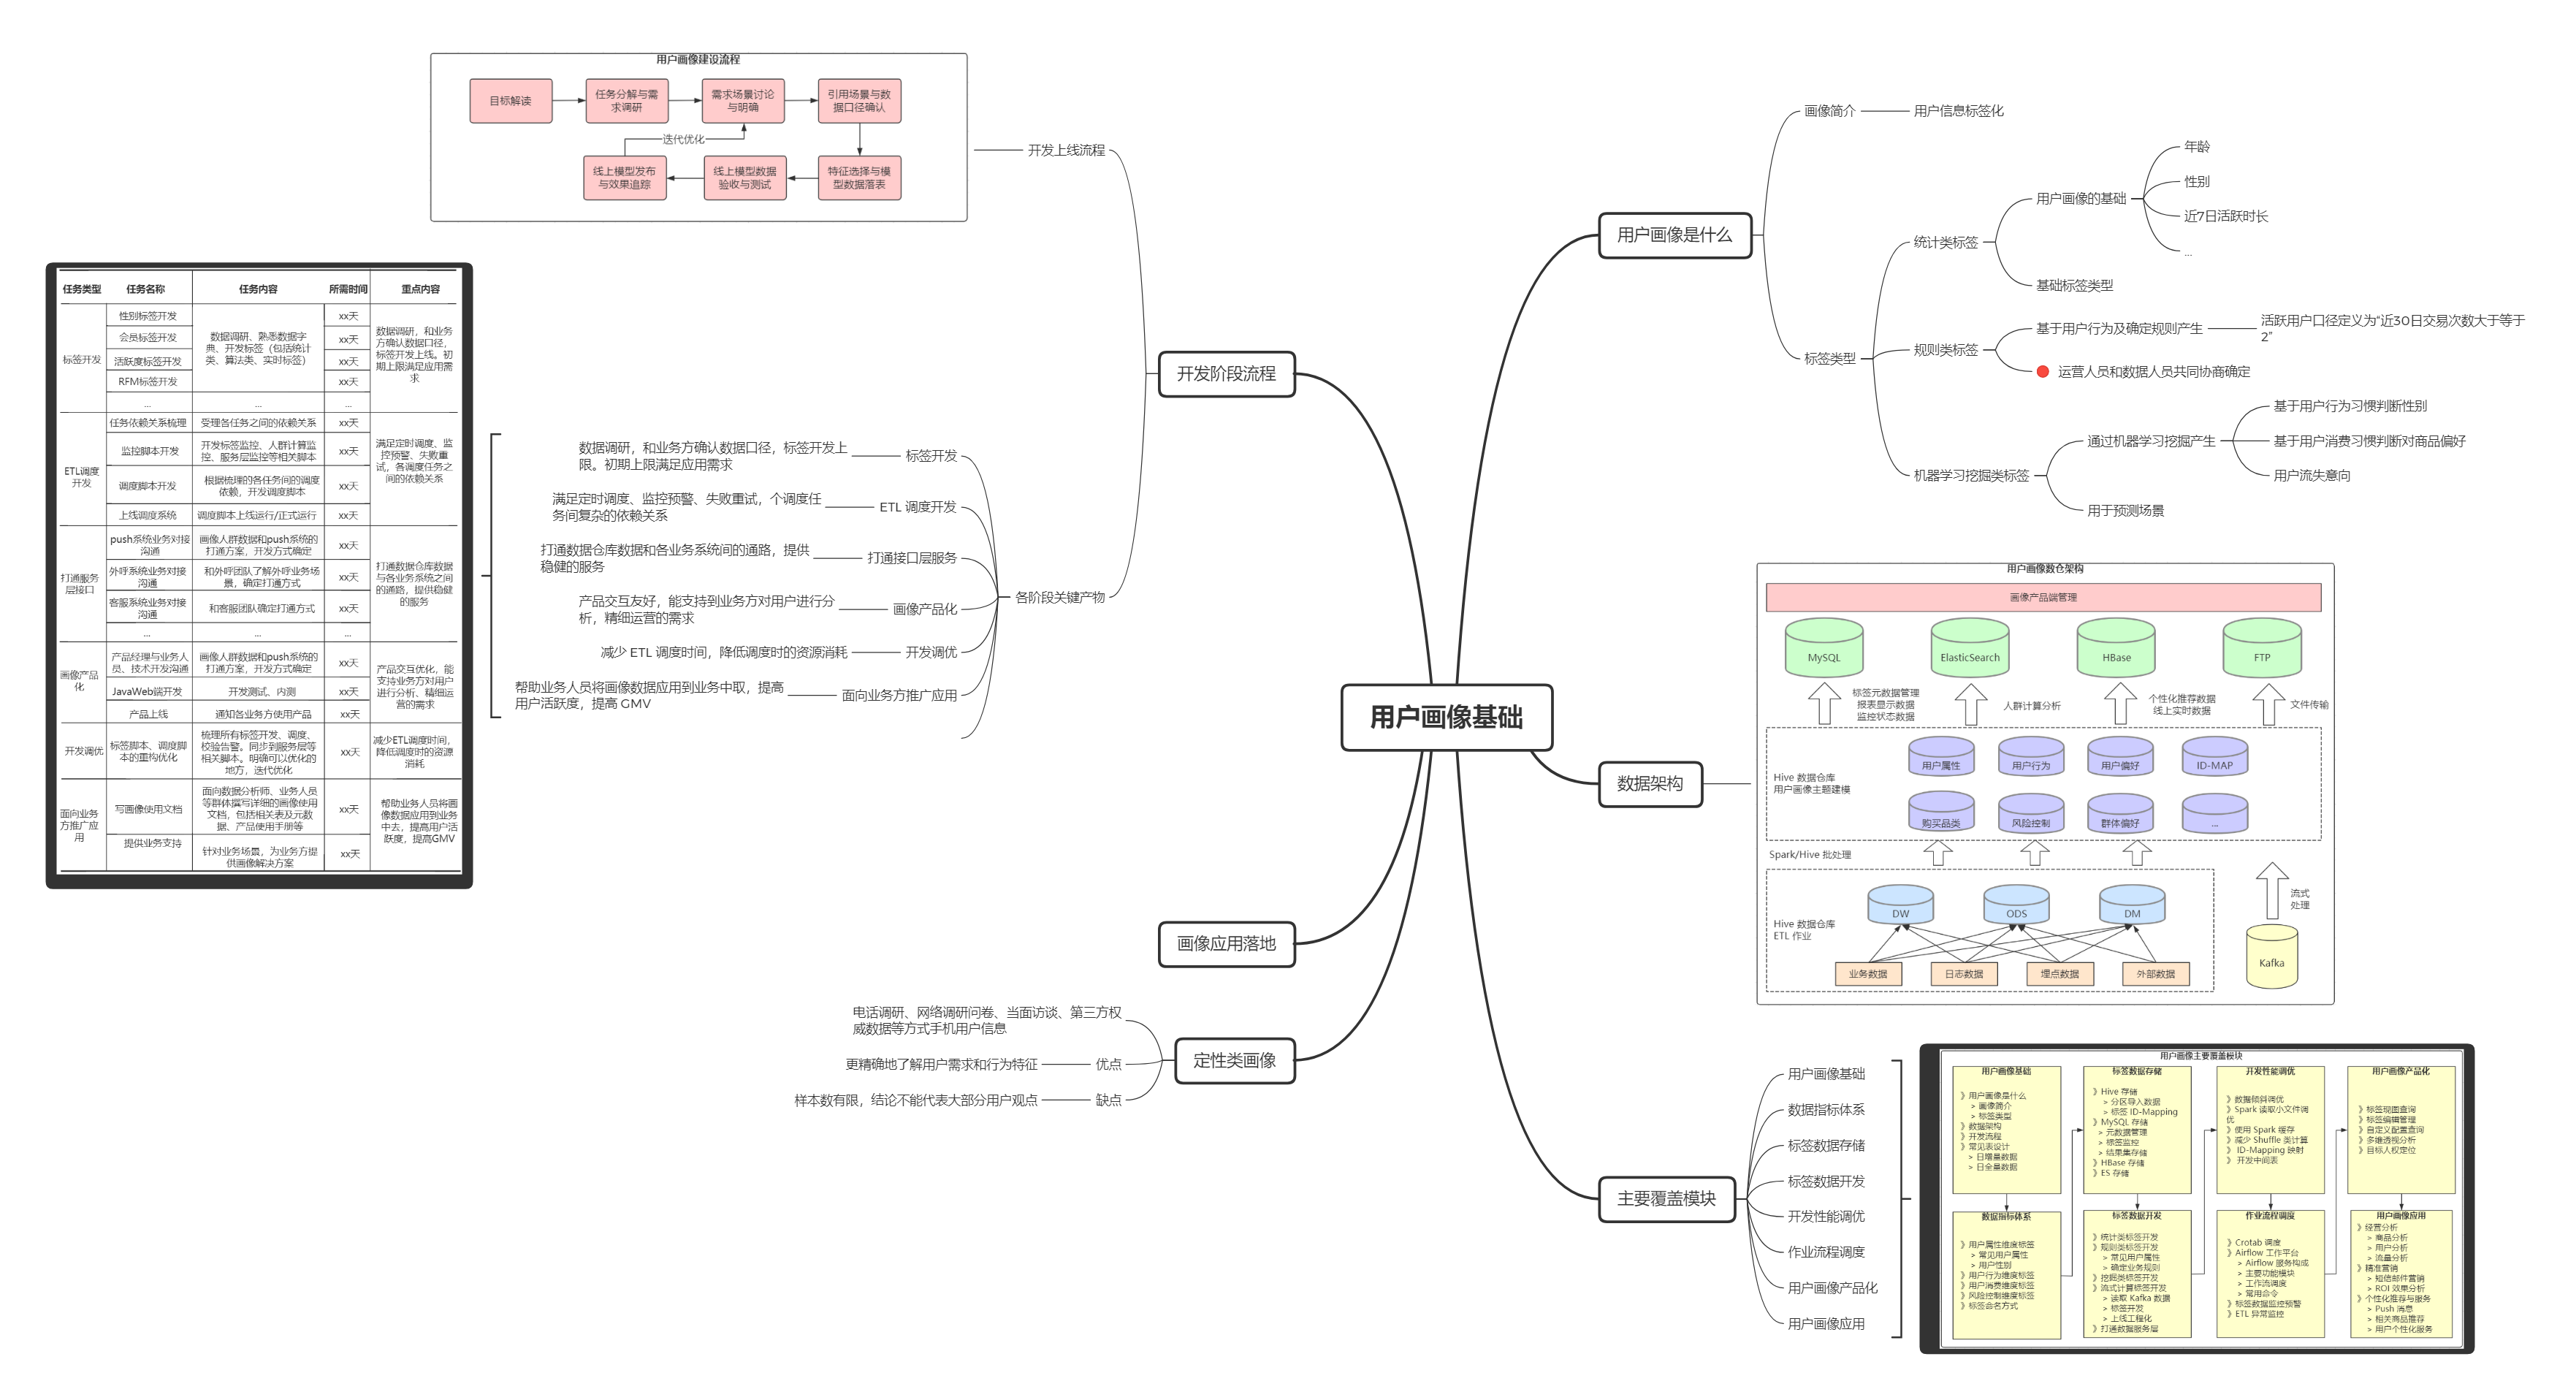 用户画像基础
用户画像是什么
画像简介
用户信息标签化
标签类型
统计类标签
用户画像的基础
年龄
性别
近7日活跃时长
...
基础标签类型
规则类标签
基于用户行为及确定规则产生
活跃用户口径定义为“近30日交易次数大于等于
2”
运营人员和数据人员共同协商确定
机器学习挖掘类标签
通过机器学习挖掘产生
基于用户行为习惯判断性别
基于用户消费习惯判断对商品偏好
用户流失意向
用于预测场景
数据架构
用户画像数仓架构
画像产品端管理
MySQL
ElasticSearch
HBase
FTP
标签元数据管理
报表显示数据
监控状态数据
人群计算分析
个性化推荐数据
线上实时数据
文件传输
Hive 数据仓库
用户画像主题建模
用户属性
用户行为
用户偏好
ID-MAP
购买品类
风险控制
群体偏好
...
Spark/Hive 批处理
流式
处理
Hive 数据仓库
ETL 作业
DW
ODS
DM
业务数据
日志数据
埋点数据
外部数据
Kafka
主要覆盖模块
用户画像基础
数据指标体系
标签数据存储
标签数据开发
开发性能调优
作业流程调度
用户画像产品化
用户画像应用
用户画像主要覆盖模块
用户画像基础
》用户画像是什么
> 画像简介
> 标签类型
》数据架构
》开发流程
》常见表设计
> 日增量数据
> 日全量数据
数据指标体系
》用户属性维度标签
> 常见用户属性
> 用户性别
》用户行为维度标签
》用户消费维度标签
》风险控制维度标签
》标签命名方式
标签数据存储
》Hive 存储
> 分区导入数据
> 标签 ID-Mapping
》MySQL 存储
> 元数据管理
> 标签监控
> 结果集存储
》HBase 存储
》ES 存储
标签数据开发
》统计类标签开发
》规则类标签开发
> 常见用户属性
> 确定业务规则
》挖掘类标签开发
》流式计算标签开发
> 读取 Kafka 数据
> 标签开发
> 上线工程化
》打通数据服务层
开发性能调优
》数据倾斜调优
》Spark 读取小文件调
优
》使用 Spark 缓存
》减少 Shuffle 类计算
》 ID-Mapping 映射
》 开发中间表
作业流程调度
》Crotab 调度
》Airflow 工作平台
> Airflow 服务构成
> 主要功能模块
> 工作流调度
> 常用命令
》标签数据监控预警
》ETL 异常监控
用户画像产品化
》标签视图查询
》标签编辑管理
》自定义配置查询
》多维透视分析
》目标人权定位
用户画像应用
》经营分析
> 商品分析
> 用户分析
> 流量分析
》精准营销
> 短信邮件营销
> ROI 效果分析
》个性化推荐与服务
> Push 消息
> 相关商品推荐
> 用户个性化服务
开发阶段流程
开发上线流程
用户画像建设流程
目标解读
任务分解与需
求调研
需求场景讨论
与明确
引用场景与数
据口径确认
迭代优化
线上模型发布
与效果追踪
线上模型数据
验收与测试
特征选择与模
型数据落表
各阶段关键产物
标签开发
数据调研，和业务方确认数据口径，标签开发上
限。初期上限满足应用需求
ETL 调度开发
满足定时调度、监控预警、失败重试，个调度任
务间复杂的依赖关系
打通接口层服务
打通数据仓库数据和各业务系统间的通路，提供
稳健的服务
画像产品化
产品交互友好，能支持到业务方对用户进行分
析，精细运营的需求
开发调优
减少 ETL 调度时间，降低调度时的资源消耗
面向业务方推广应用
帮助业务人员将画像数据应用到业务中取，提高
用户活跃度，提高 GMV
任务类型 任务名称 任务内容 所需时间 重点内容
标签开发
性别标签开发 xx天
会员标签开发 xx天
活跃度标签开发 xx天
RFM标签开发 xx天
... ... ...
数据调研、熟悉数据字
典、开发标签（包括统计
类、算法类、实时标签）
数据调研，和业务
方确认数据口径，
标签开发上线。初
期上限满足应用需
求
ETL调度
开发
任务依赖关系梳理 受理各任务之间的依赖关系 xx天
监控脚本开发
开发标签监控、人群计算监
控、服务层监控等相关脚本
xx天
调度脚本开发
根据梳理的各任务间的调度
依赖，开发调度脚本
xx天
上线调度系统 调度脚本上线运行/正式运行 xx天
满足定时调度、监
控预警、失败重
试，各调度任务之
间的依赖关系
打通服务
层接口
push系统业务对接
沟通
画像人群数据和push系统的
打通方案，开发方式确定
xx天
外呼系统业务对接
沟通
和外呼团队了解外呼业务场
景，确定打通方式
xx天
客服系统业务对接
沟通
和客服团队确定打通方式
xx天
... ... ...
打通数据仓库数据
与各业务系统之间
的通路，提供稳健
的服务
画像产品
化
产品经理与业务人
员、技术开发沟通
画像人群数据和push系统的
打通方案，开发方式确定
xx天
JavaWeb端开发 开发测试、内测 xx天
产品上线 通知各业务方使用产品 xx天
产品交互优化，能
支持业务方对用户
进行分析、精细运
营的需求
开发调优
标签脚本、调度脚
本的重构优化
梳理所有标签开发、调度、
校验告警。同步到服务层等
相关脚本。明确可以优化的
地方，迭代优化
xx天
减少ETL调度时间，
降低调度时的资源
消耗
面向业务
方推广应
用
写画像使用文档
面向数据分析师、业务人员
等群体撰写详细的画像使用
文档，包括相关表及元数
据、产品使用手册等
xx天
提供业务支持
针对业务场景，为业务方提
供画像解决方案
xx天
帮助业务人员将画
像数据应用到业务
中去，提高用户活
跃度，提高GMV
画像应用落地
定性类画像
电话调研、网络调研问卷、当面访谈、第三方权
威数据等方式手机用户信息
优点
更精确地了解用户需求和行为特征
缺点
样本数有限，结论不能代表大部分用户观点